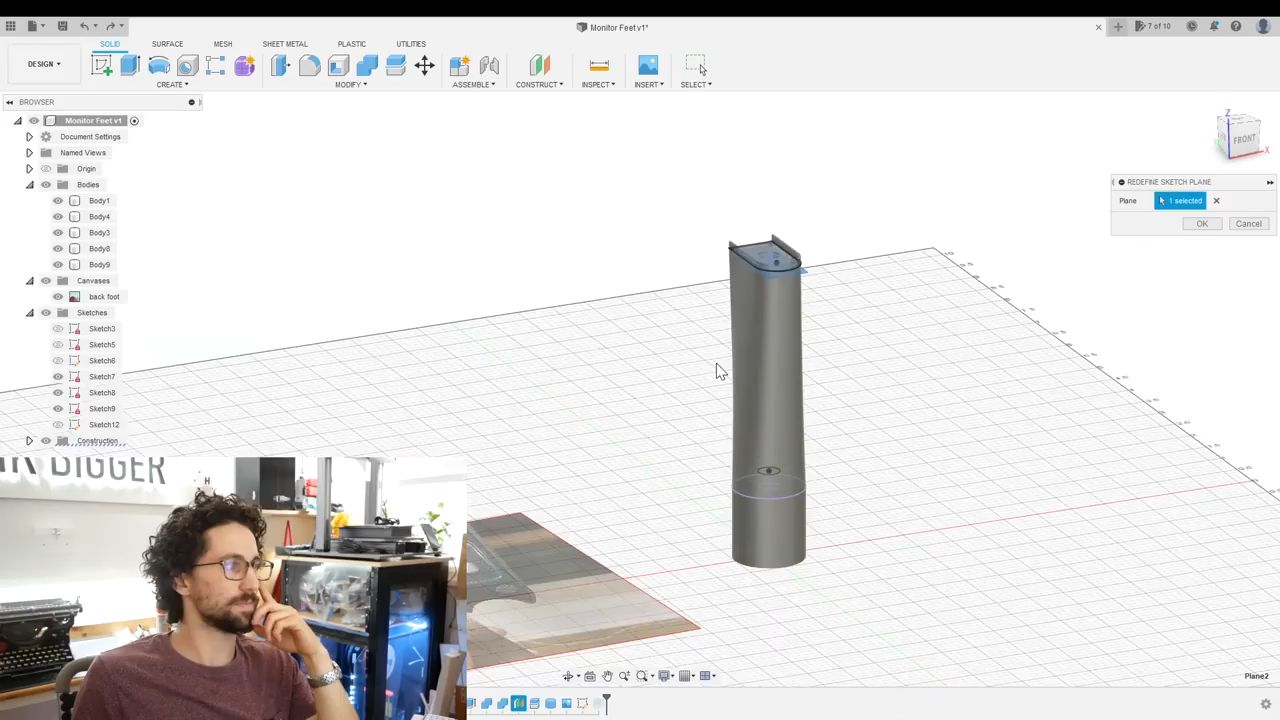 Monitor Feet v1*
7 of 10
SOLID
SURFACE
MESH
SHEET METAL
PLASTIC
UTILITIES
DESIGN
CREATE
MODIFY
ASSEMBLE
CONSTRUCT
INSPECT
INSERT
SELECT
BROWSER
Monitor Feet v1
Document Settings
Named Views
Origin
Bodies
Body1
Body4
Body3
Body8
Body9
Canvases
back foot
Sketches
Sketch3
Sketch5
Sketch6
Sketch7
Sketch8
Sketch9
Sketch12
Construction
Z
FRONT
X
REDEFINE SKETCH PLANE
Plane
1 selected
OK
Cancel
BIGGER
H
Plane2